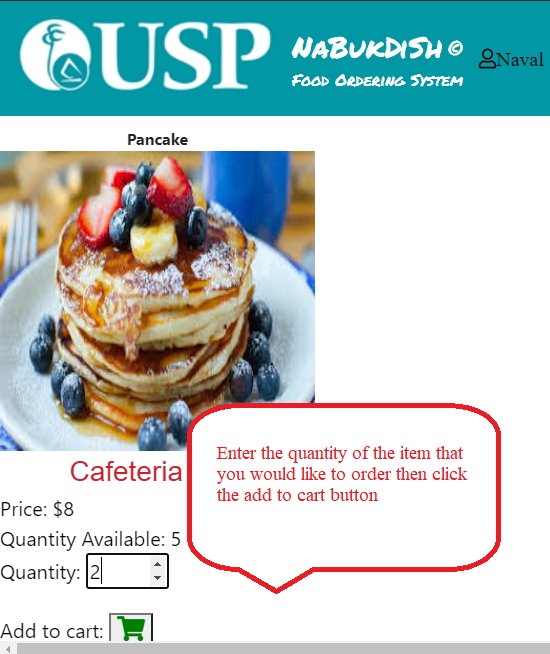 USP
NaBukDiSh ©
Food Ordering System
Naval
Pancake
Cafeteria
Enter the quantity of the item that
you would like to order then click
the add to cart button
Price: $8
Quantity Available: 5
Quantity: 2
Add to cart: